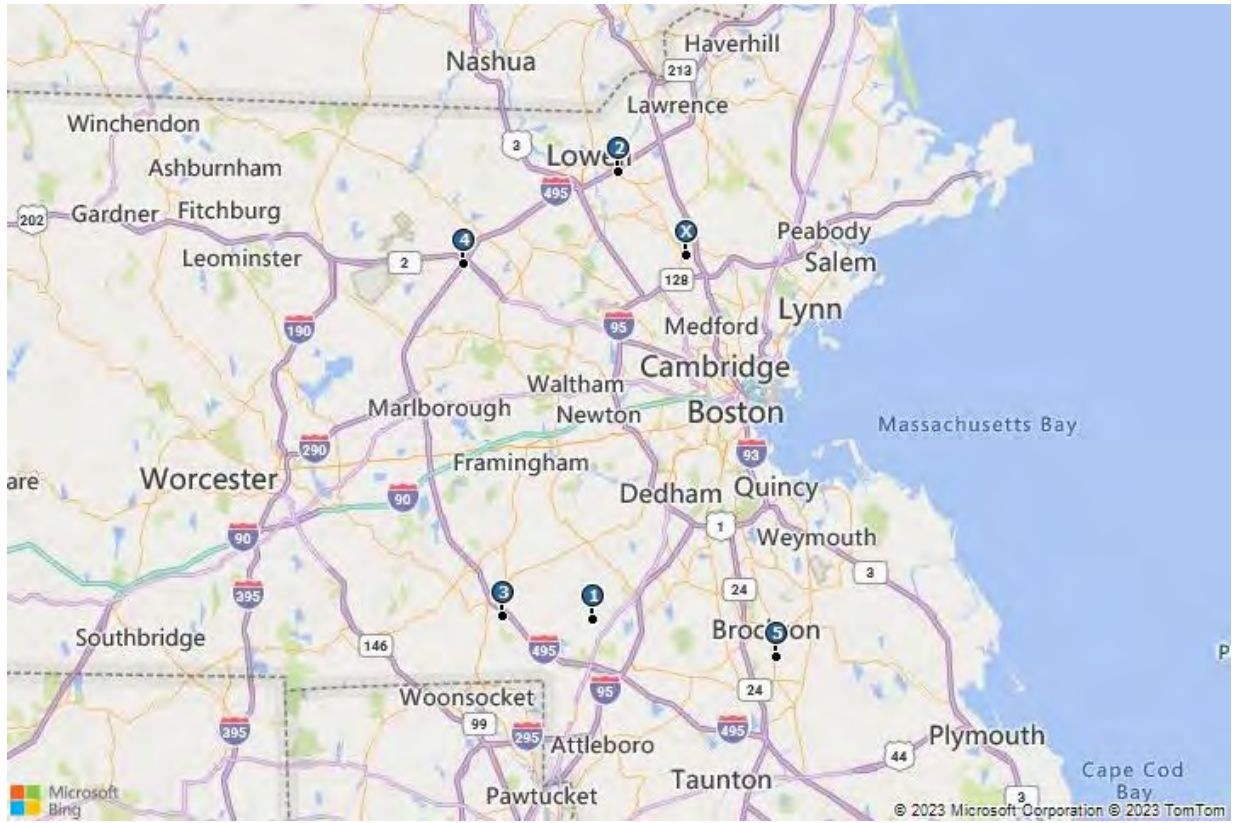 Haverhill
Nashua
213
Lawrence
Winchendon
3
2
Lowell
Ashburnham
495
202
Gardner
Fitchburg
X
Peabody
4
Leominster
2
Salem
128
Lynn
190
95
Medford
Cambridge
Waltham
Marlborough
Newton
Boston
Massachusetts Bay
290
93
Framingham
are
Worcester
90
Dedham
Quincy
90
1
Weymouth
3
395
3
1
24
Brockton
5
Southbridge
146
495
P
Woonsocket
95
24
99
395
295
Attleboro
495
Plymouth
44
Taunton
Cape Cod
Bay
Pawtucket
3
Microsoft
Bing
© 2023 Microsoft Corporation © 2023 TomTom